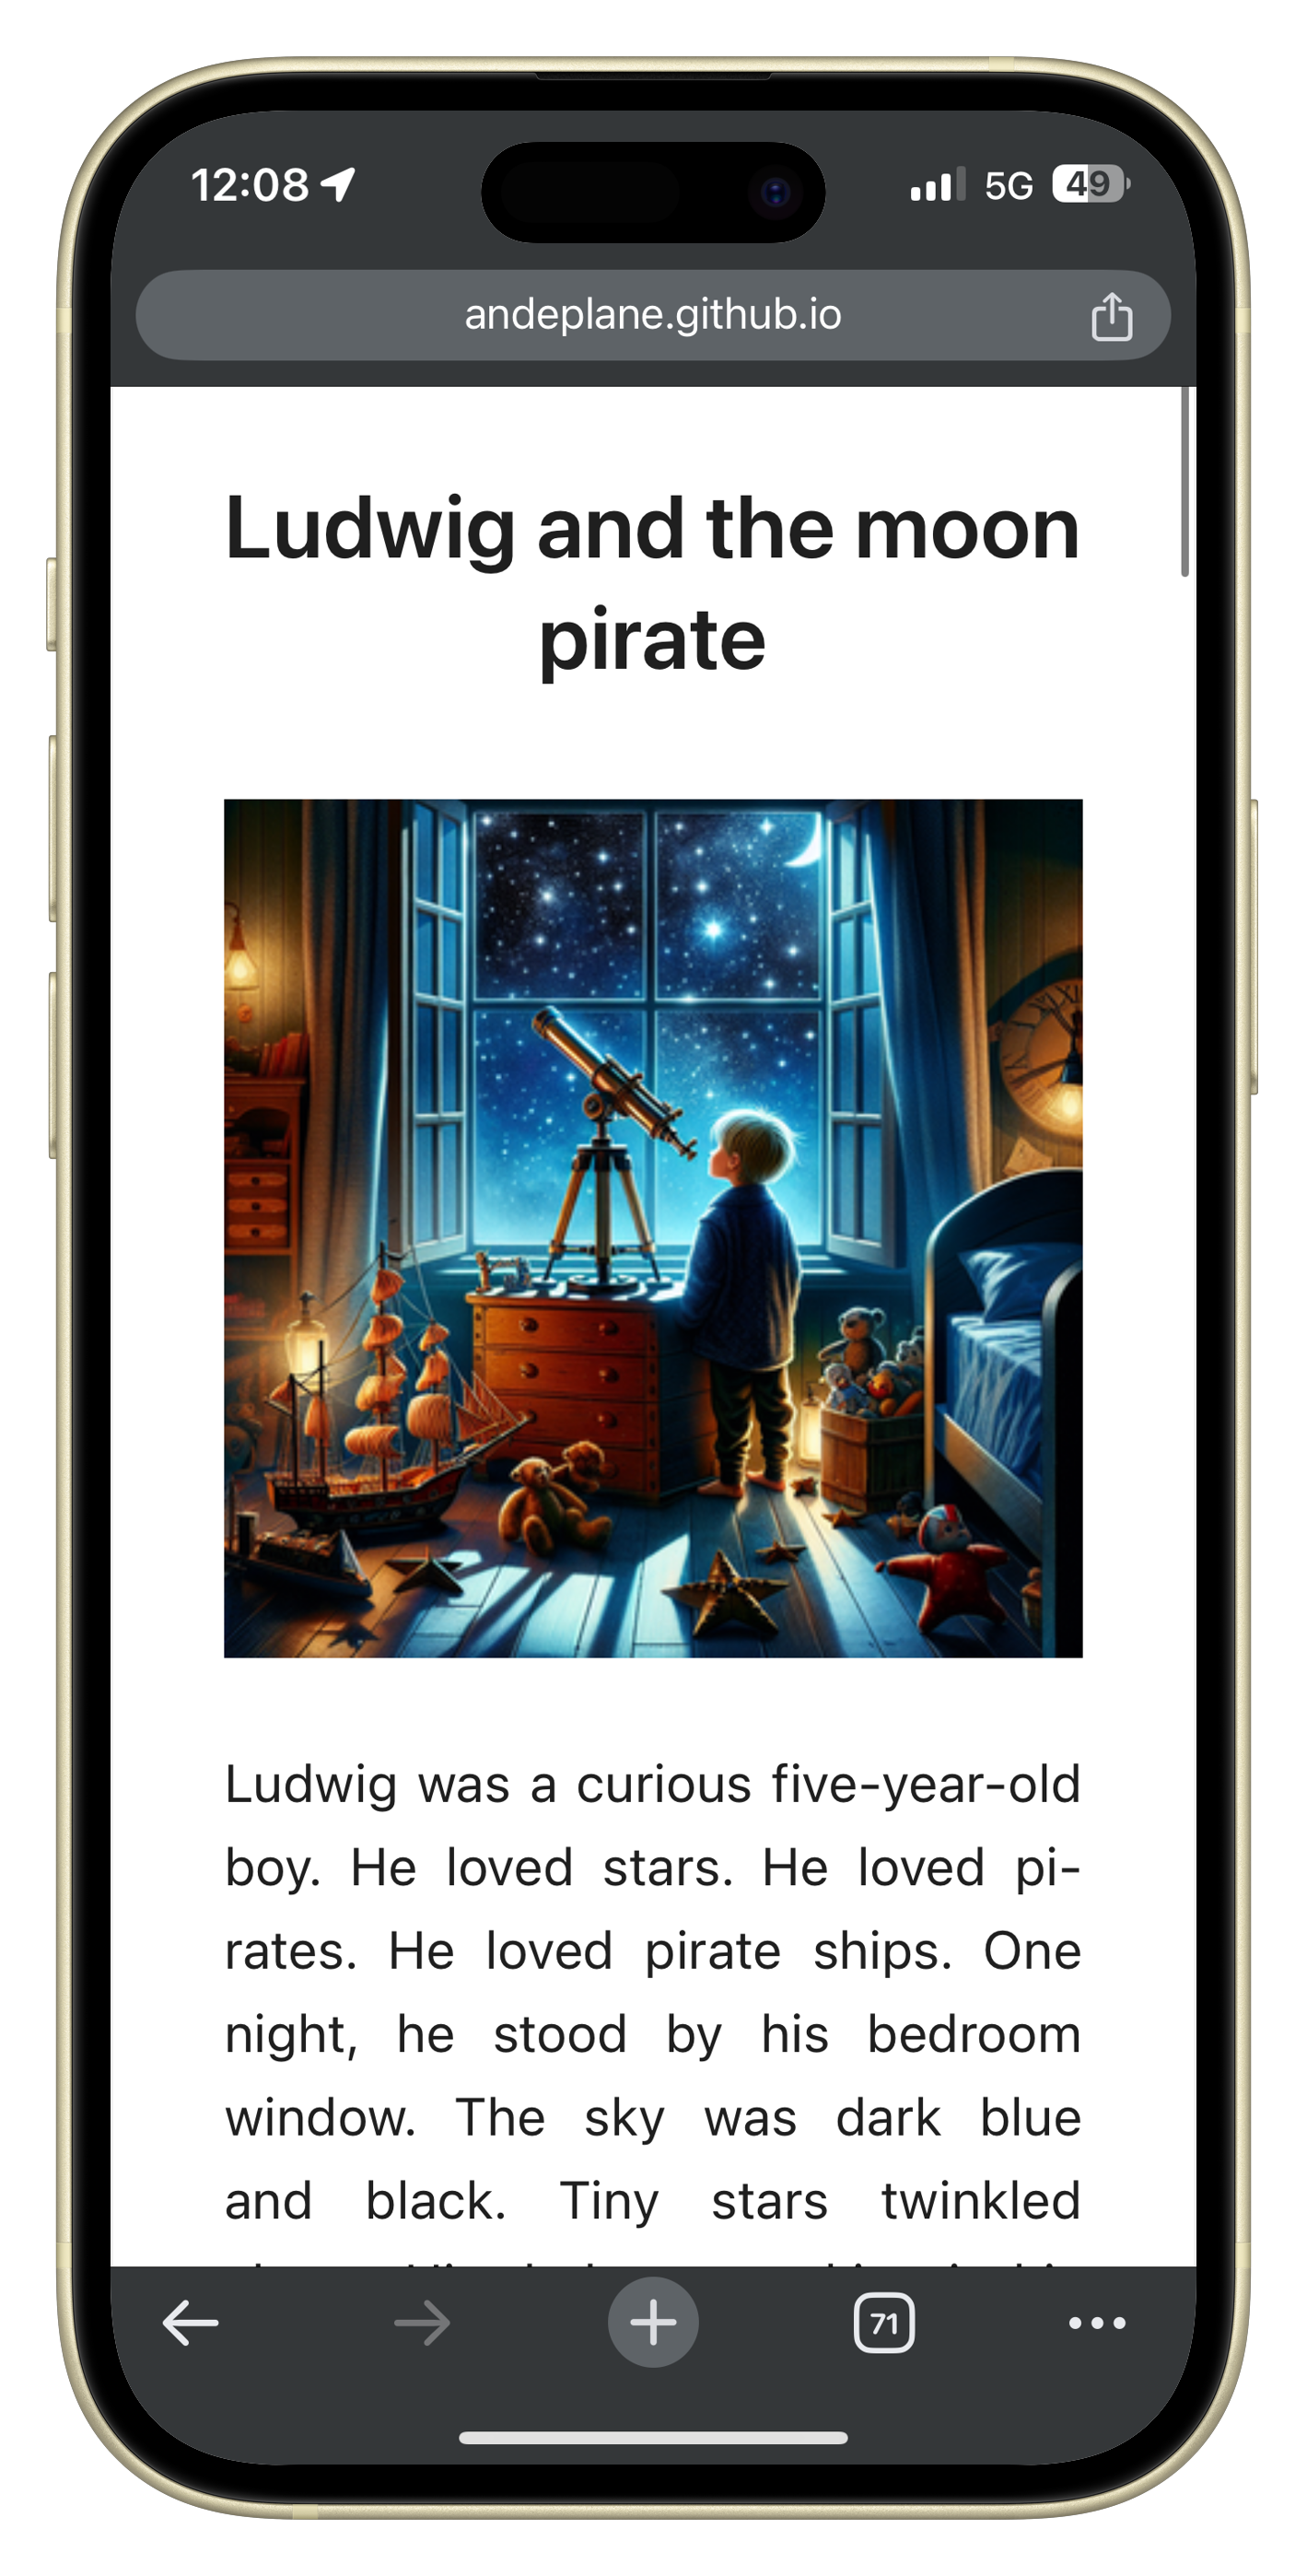 12:08
5G
49
andeplane.github.io
Ludwig and the moon
pirate
Ludwig was a curious five-year-old
boy. He loved stars. He loved pi-
rates. He loved pirate ships. One
night, he stood by his bedroom
window. The sky was dark blue
and black. Tiny stars twinkled
71